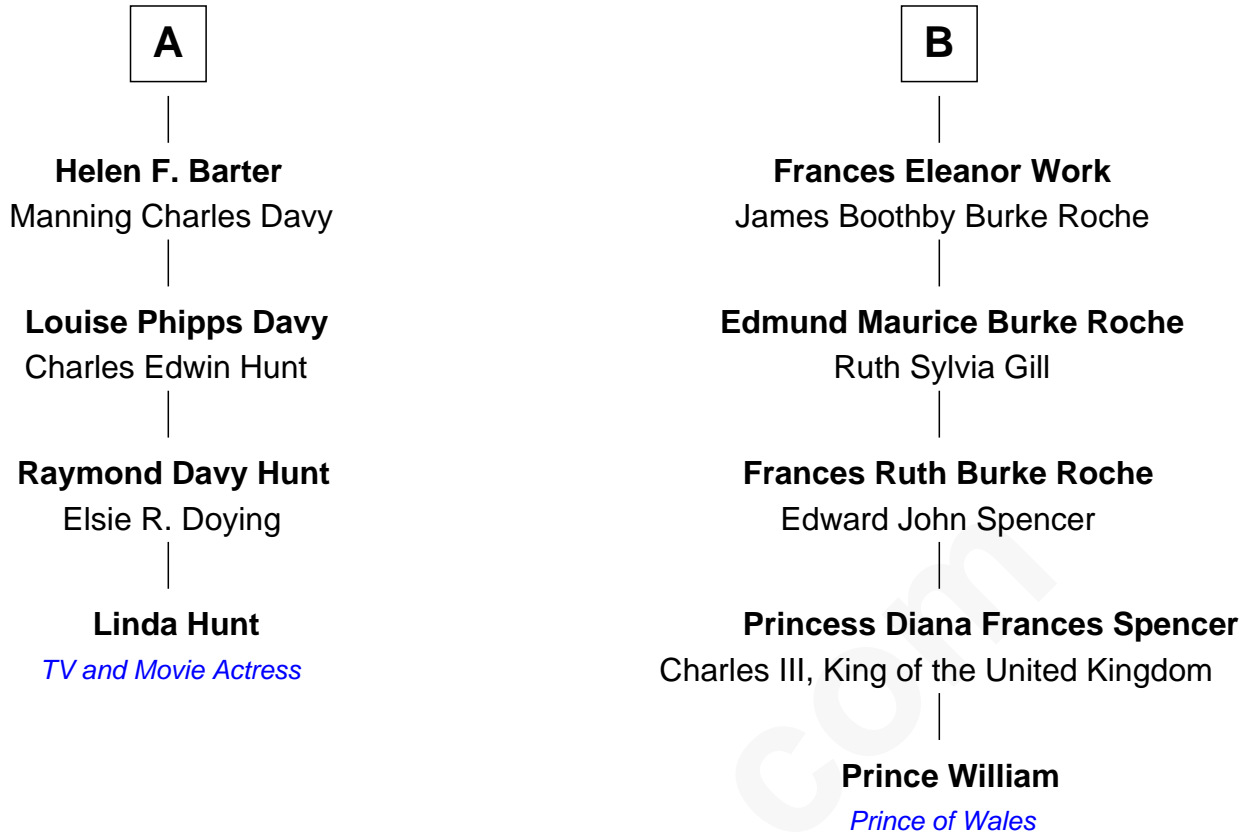 A
Helen F. Barter
Manning Charles Davy
Louise Phipps Davy
Charles Edwin Hunt
Raymond Davy Hunt
Elsie R. Doying
Linda Hunt
TV and Movie Actress
B
Frances Eleanor Work
James Boothby Burke Roche
Edmund Maurice Burke Roche
Ruth Sylvia Gill
Frances Ruth Burke Roche
Edward John Spencer
Princess Diana Frances Spencer
Charles III, King of the United Kingdom
Prince William
Prince of Wales
com